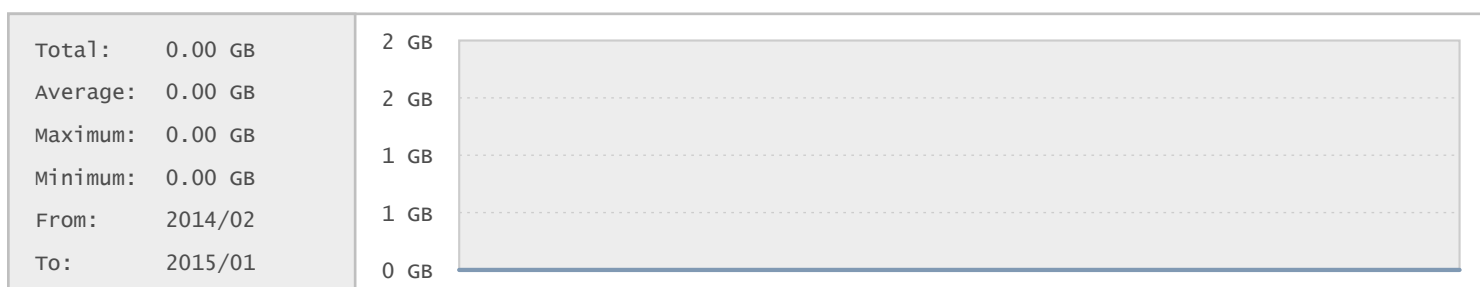 Total: 0.00 GB
Average: 0.00 GB
Maximum: 0.00 GB
Minimum: 0.00 GB
From: 2014/02
To: 2015/01
2 GB
2 GB
1 GB
1 GB
0 GB